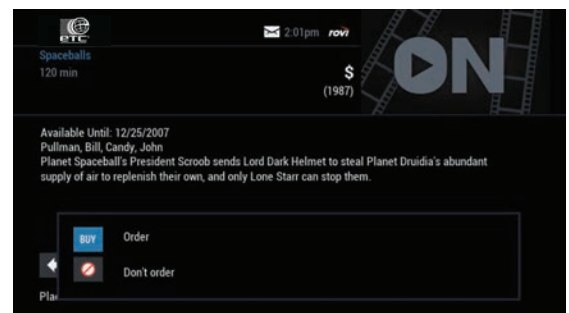 etc
2:01pm rovi
Spaceballs
120 min
$
(1987)
ON
Available Until: 12/25/2007
Pullman, Bill, Candy, John
Planet Spaceball's President Scroob sends Lord Dark Helmet to steal Planet Druidia's abundant
supply of air to replenish their own, and only Lone Starr can stop them.
BUY Order
Don't order
Pla